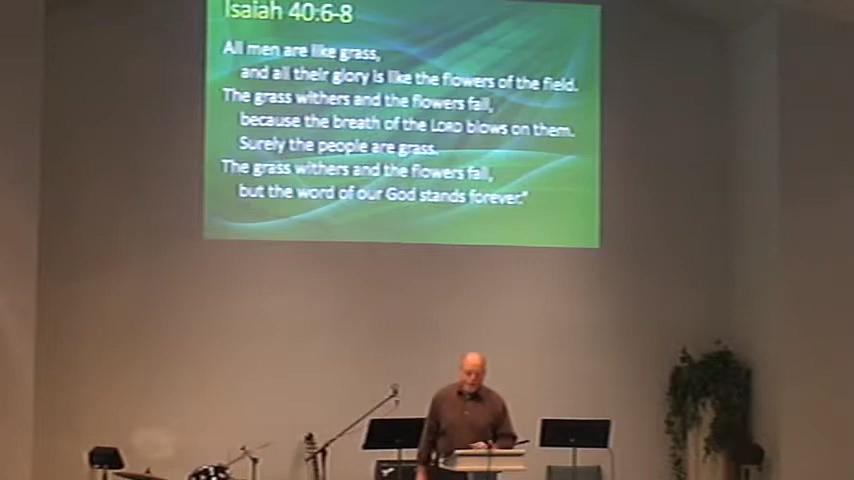 Isaiah 40:6-8
All men are like grass,
and all their glory is like the flowers of the field.
The grass withers and the flowers fall,
because the breath of the LORD blows on them.
Surely the people are grass.
The grass withers and the flowers fall,
but the word of our God stands forever."